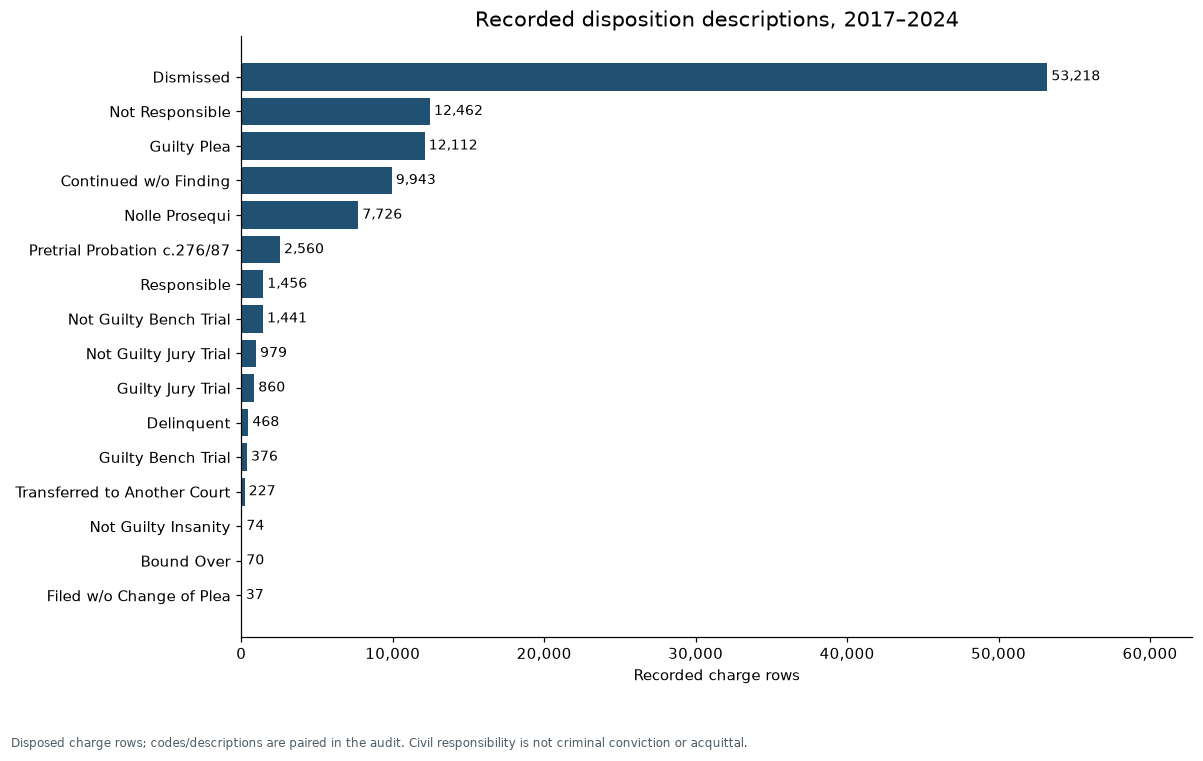 Recorded disposition descriptions, 2017–2024
Dismissed 53,218
Not Responsible 12,462
Guilty Plea 12,112
Continued w/o Finding 9,943
Nolle Prosequi 7,726
Pretrial Probation c.276/87 2,560
Responsible 1,456
Not Guilty Bench Trial 1,441
Not Guilty Jury Trial 979
Guilty Jury Trial 860
Delinquent 468
Guilty Bench Trial 376
Transferred to Another Court 227
Not Guilty Insanity 74
Bound Over 70
Filed w/o Change of Plea 37
0 10,000 20,000 30,000 40,000 50,000 60,000
Recorded charge rows
Disposed charge rows; codes/descriptions are paired in the audit. Civil responsibility is not criminal conviction or acquittal.